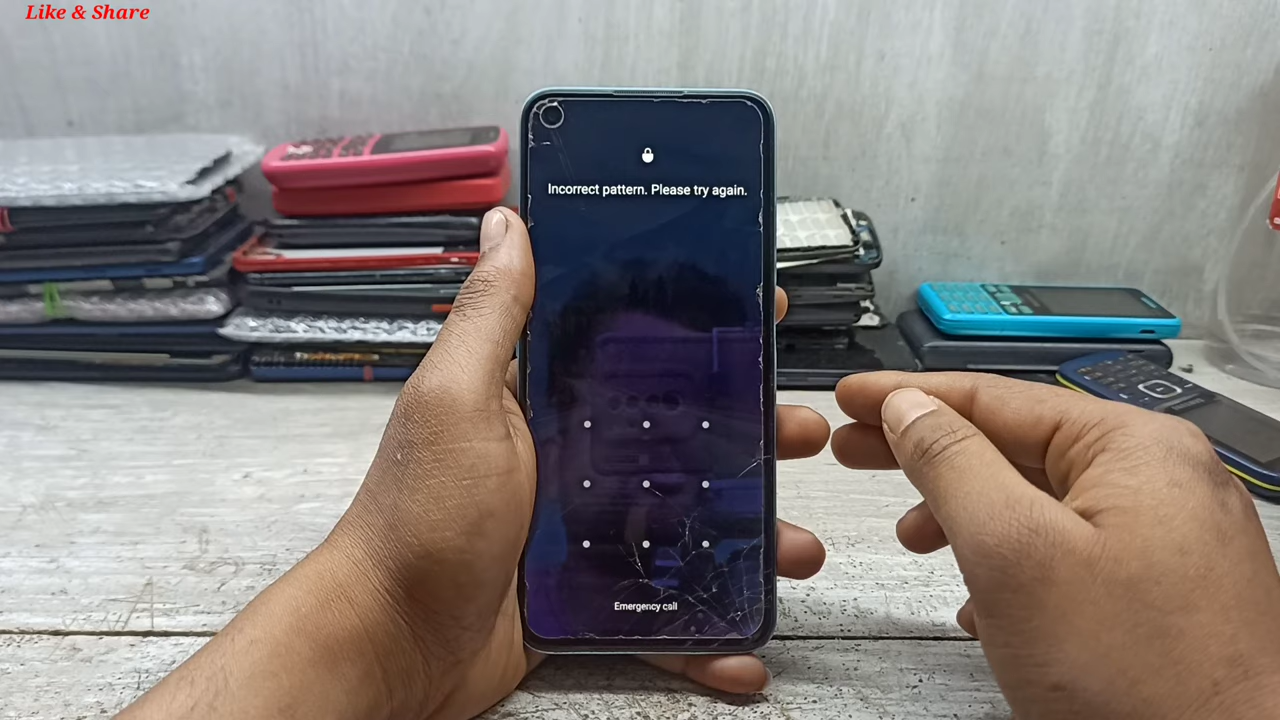 Like & Share
Incorrect pattern. Please try again.
Emergency call